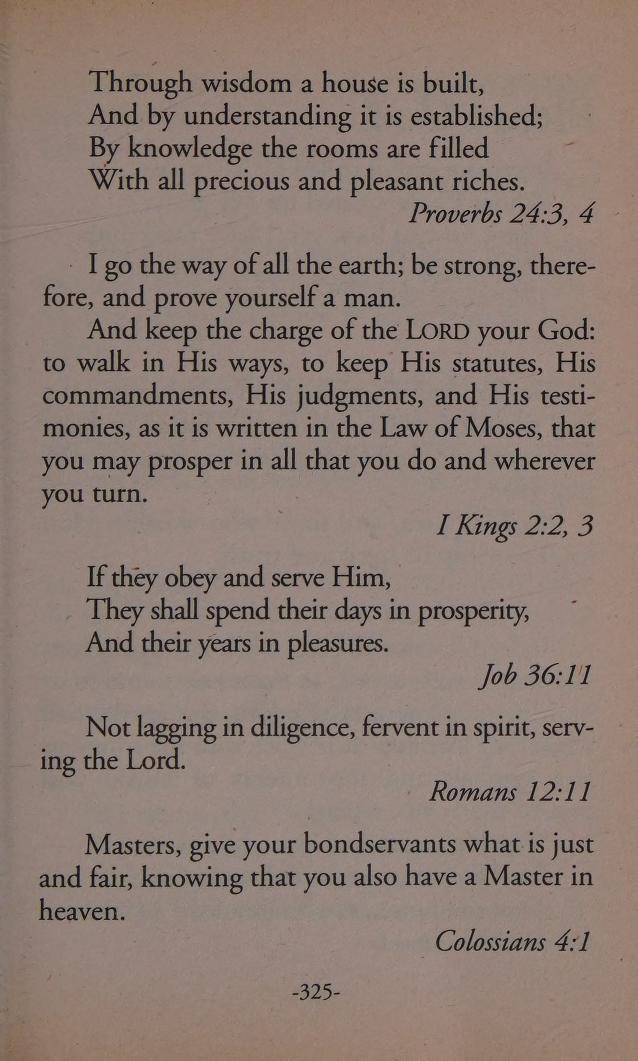 Through wisdom a house is built,
And by understanding it is established;
By knowledge the rooms are filled
With all precious and pleasant riches.
Proverbs 24:3, 4
I go the way of all the earth; be strong, there-
fore, and prove yourself a man.
And keep the charge of the LORD your God:
to walk in His ways, to keep His statutes, His
commandments, His judgments, and His testi-
monies, as it is written in the Law of Moses, that
you may prosper in all that you do and wherever
you turn.
I Kings 2:2, 3
If they obey and serve Him,
They shall spend their days in prosperity,
And their years in pleasures.
Job 36:11
Not lagging in diligence, fervent in spirit, serv-
ing the Lord.
Romans 12:11
Masters, give your bondservants what is just
and fair, knowing that you also have a Master in
heaven.
Colossians 4:1
-325-